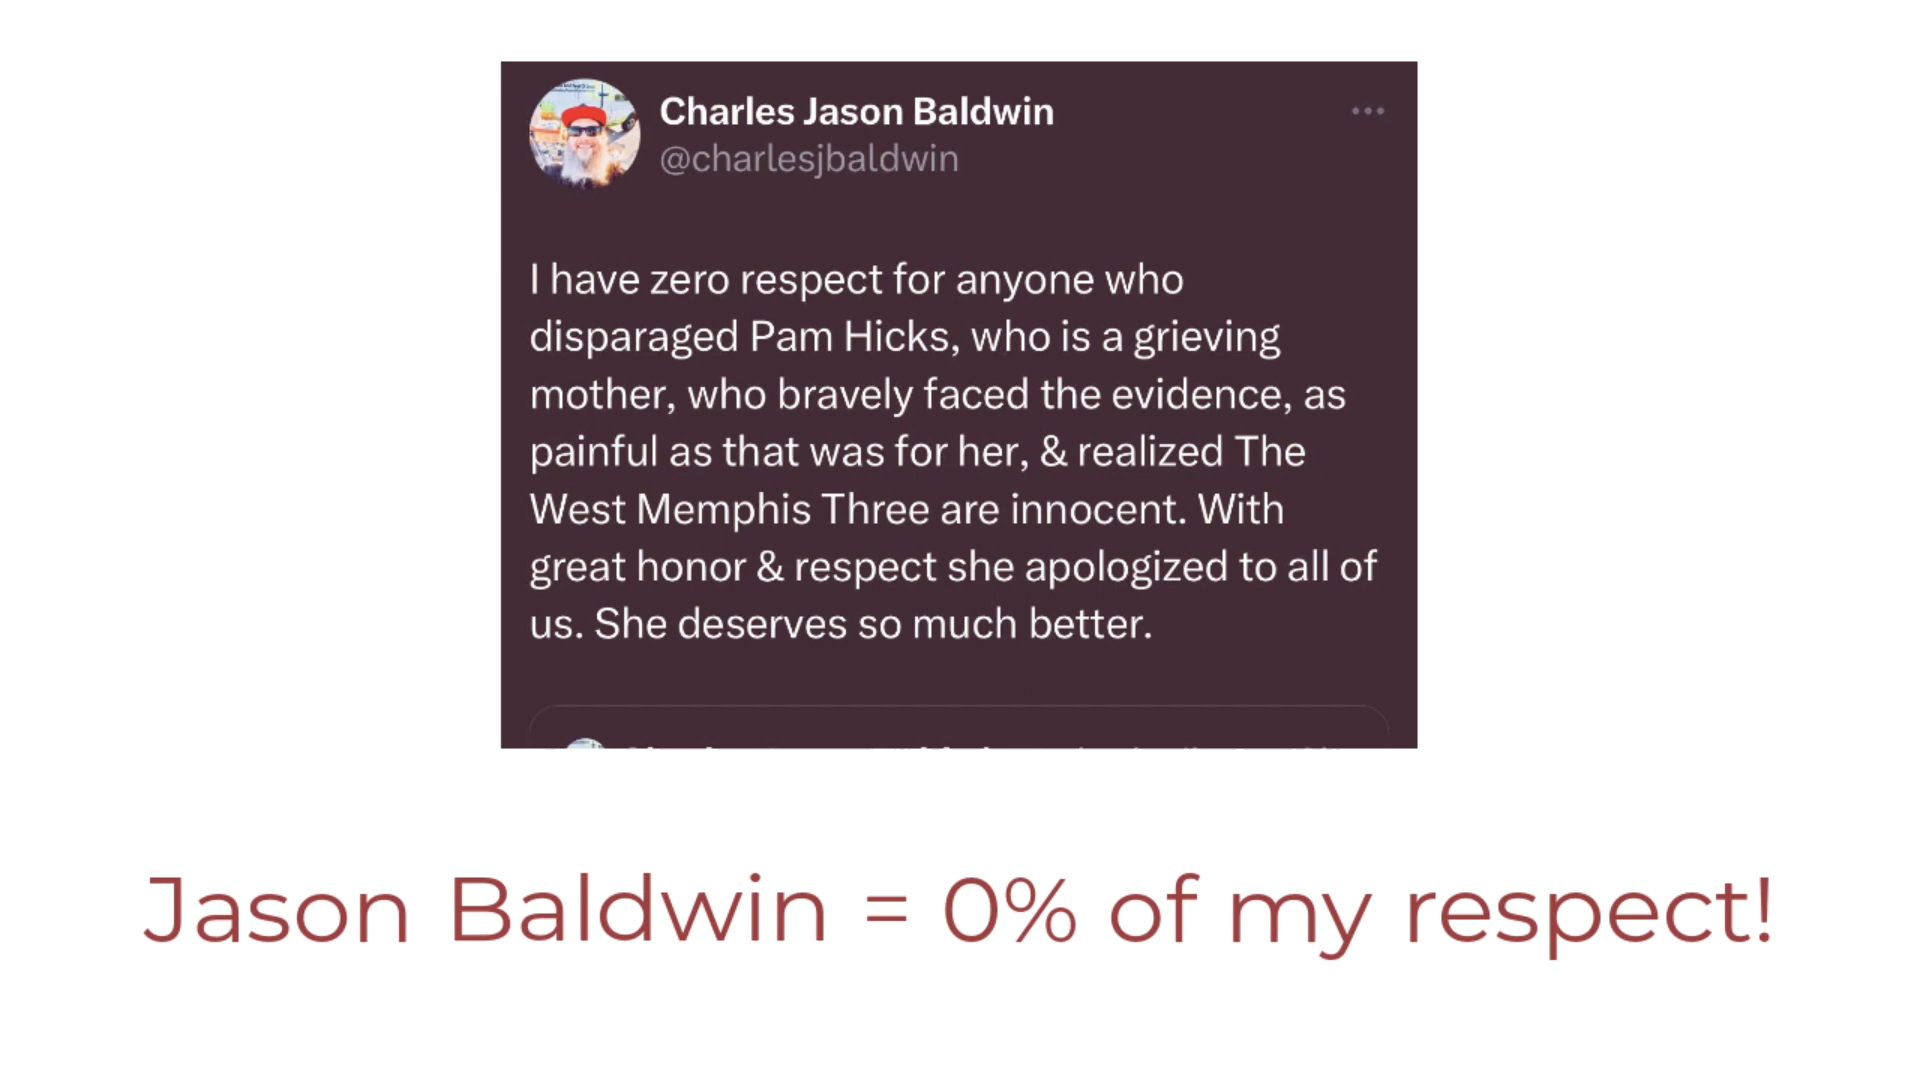 Charles Jason Baldwin
@charlesjbaldwin
I have zero respect for anyone who
disparaged Pam Hicks, who is a grieving
mother, who bravely faced the evidence, as
painful as that was for her, & realized The
West Memphis Three are innocent. With
great honor & respect she apologized to all of
us. She deserves so much better.
Jason Baldwin = 0% of my respect!